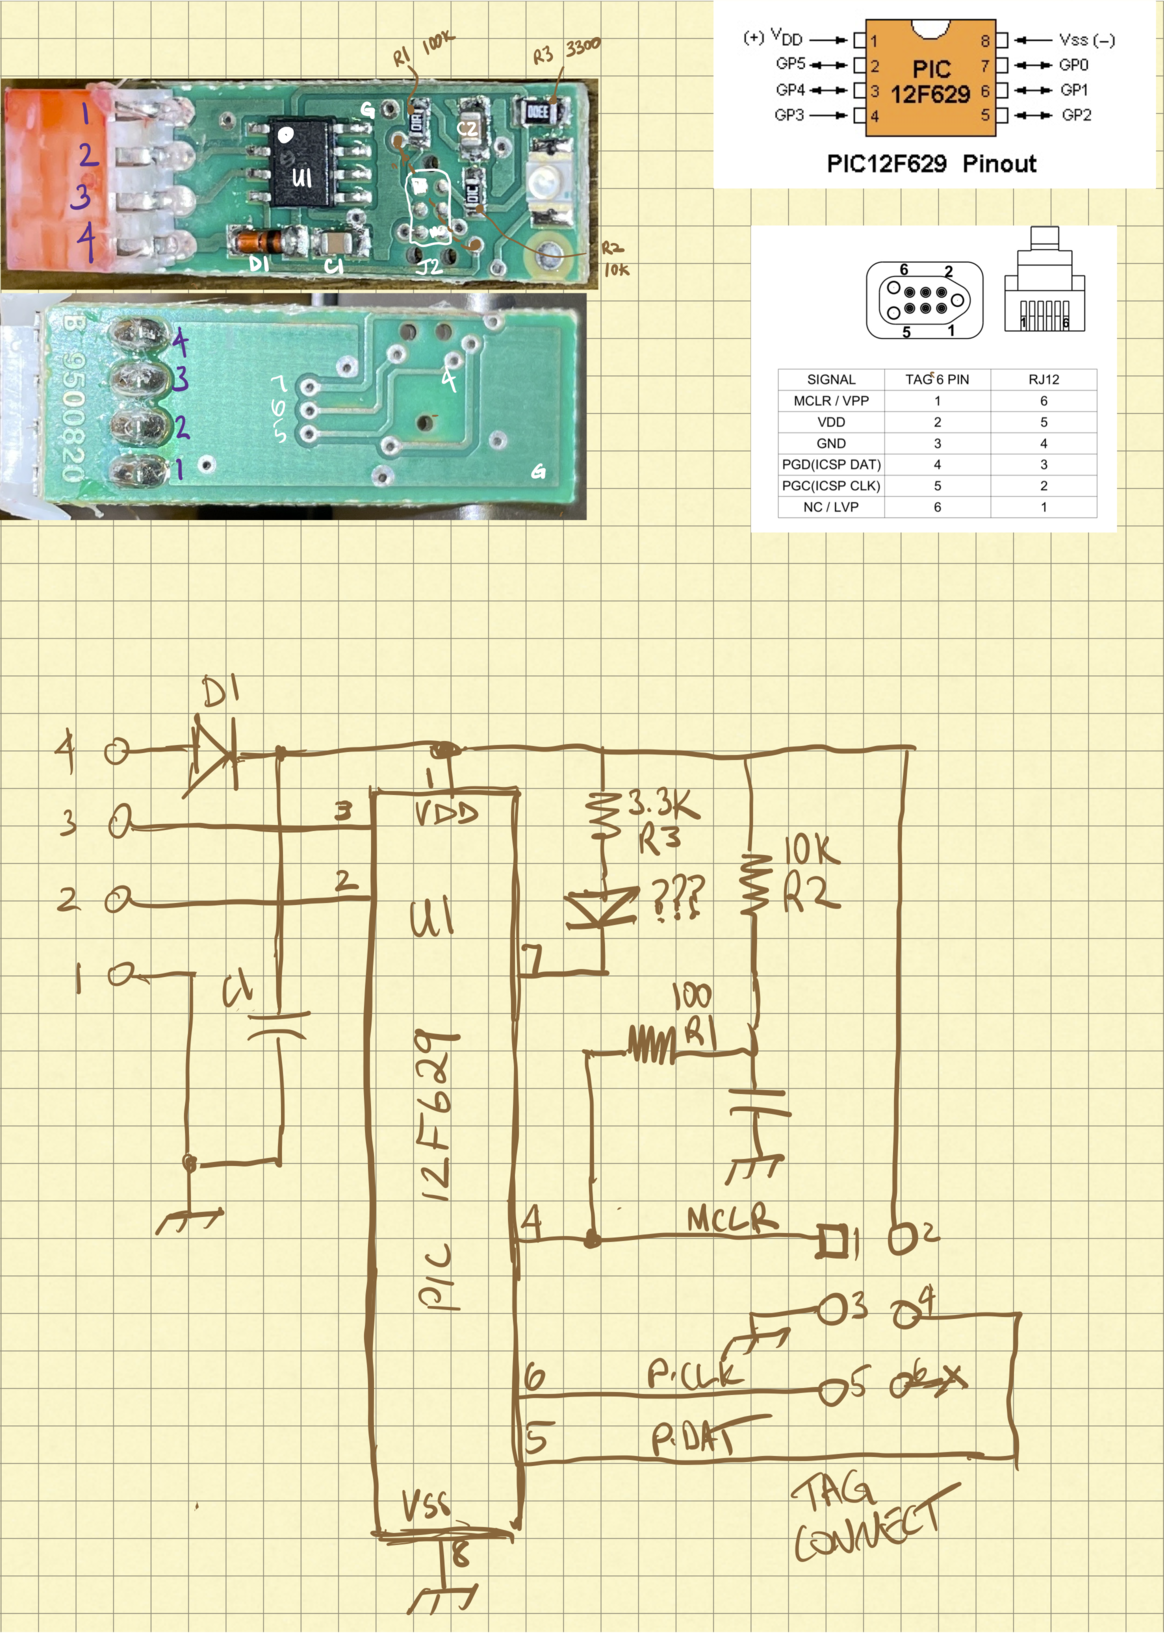 R1 100K
R3 3300
1
2
3
4
U1
G
C2
R2
10K
D1
C1
J2
B 9500820
4
3
2
1
7
6
5
4
G
(+) VDD
GP5
GP4
GP3
1
2
3
4
PIC
12F629
8
7
6
5
Vss (−)
GP0
GP1
GP2
PIC12F629 Pinout
6 2
5 1
1 6
SIGNAL TAG 6 PIN RJ12
MCLR / VPP 1 6
VDD 2 5
GND 3 4
PGD(ICSP DAT) 4 3
PGC(ICSP CLK) 5 2
NC / LVP 6 1
D1
4
3
2
1
C1
1
VDD
3
2
U1
PIC 12F629
3.3K
R3
???
7
10K
R2
100
R1
4 MCLR 1 2
3 4
6 P.CLK 5 6
5 P.DAT
VSS
8
TAG
CONNECT